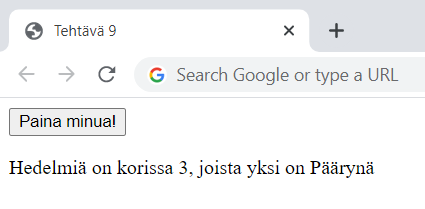 Tehtävä 9
Search Google or type a URL
Paina minua!
Hedelmiä on korissa 3, joista yksi on Päärynä